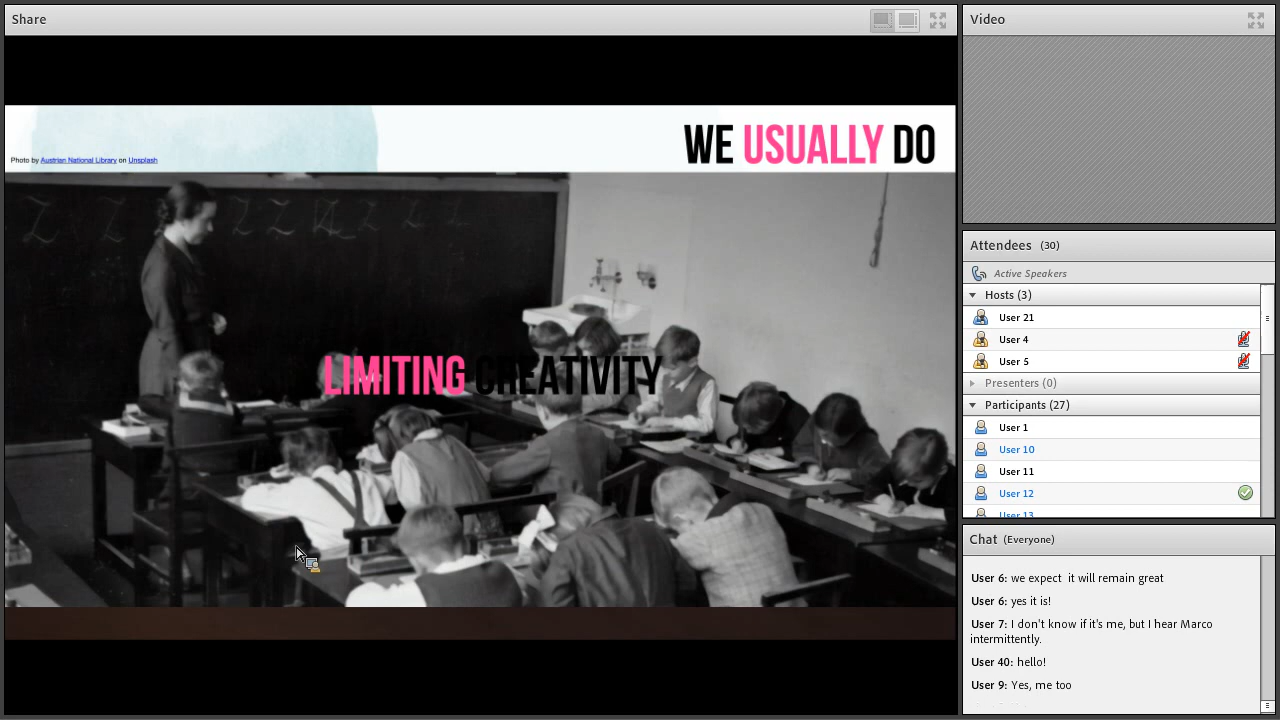 Share
Photo by Austrian National Library on Unsplash
WE USUALLY DO
LIMITING CREATIVITY
Video
Attendees (30)
Active Speakers
Hosts (3)
User 21
User 4
User 5
Presenters (0)
Participants (27)
User 1
User 10
User 11
User 12
User 13
Chat (Everyone)
User 6: we expect it will remain great
User 6: yes it is!
User 7: I don't know if it's me, but I hear Marco
intermittently.
User 40: hello!
User 9: Yes, me too